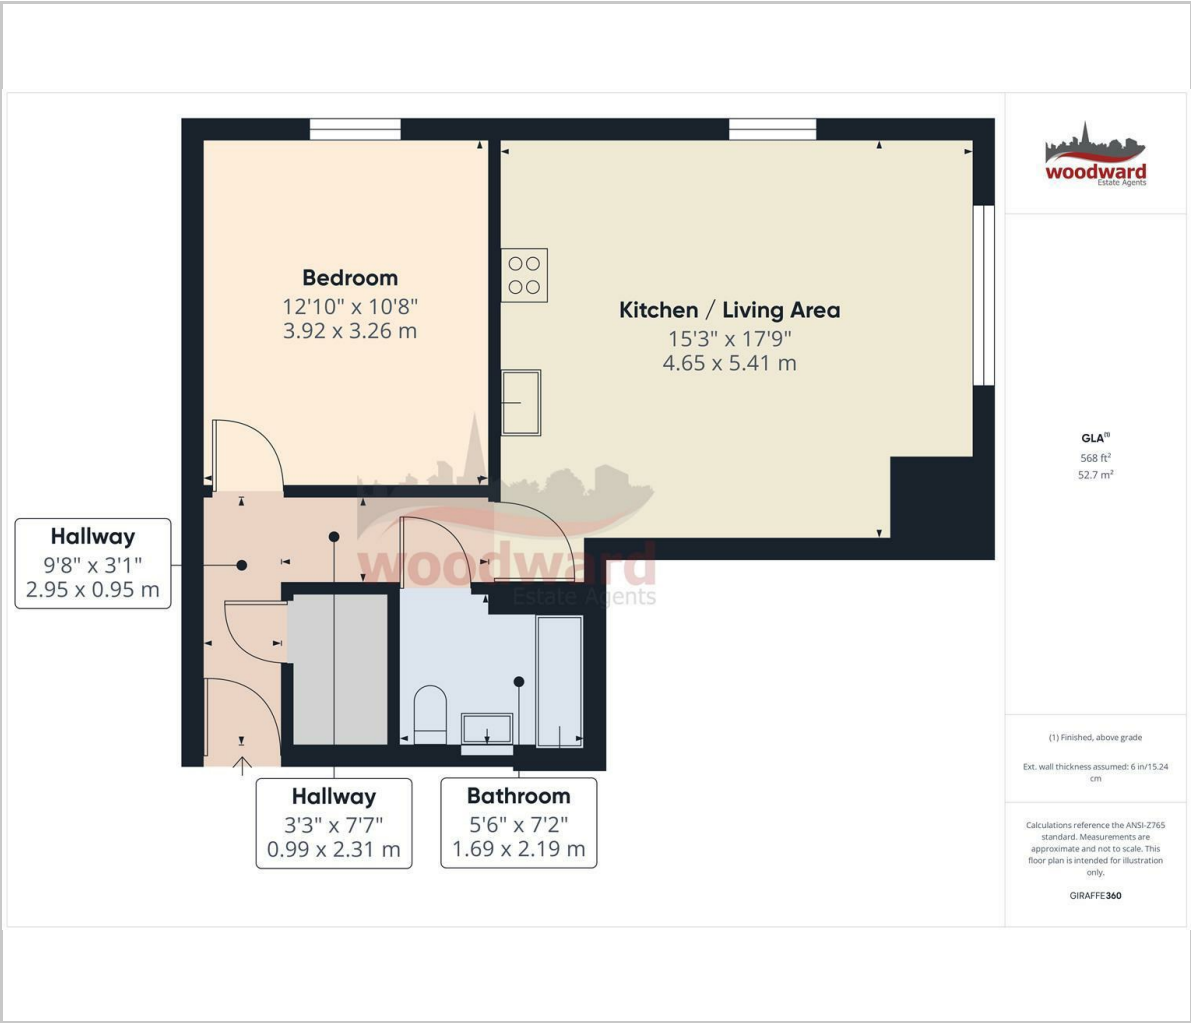 Bedroom
12'10" x 10'8"
3.92 x 3.26 m
Kitchen / Living Area
15'3" x 17'9"
4.65 x 5.41 m
Hallway
9'8" x 3'1"
2.95 x 0.95 m
woodward
Estate Agents
Hallway
3'3" x 7'7"
0.99 x 2.31 m
Bathroom
5'6" x 7'2"
1.69 x 2.19 m
woodward
Estate Agents
GLA(1)
568 ft²
52.7 m²
(1) Finished, above grade
Ext. wall thickness assumed: 6 in/15.24
cm
Calculations reference the ANSI-Z765
standard. Measurements are
approximate and not to scale. This
floor plan is intended for illustration
only.
GIRAFFE360